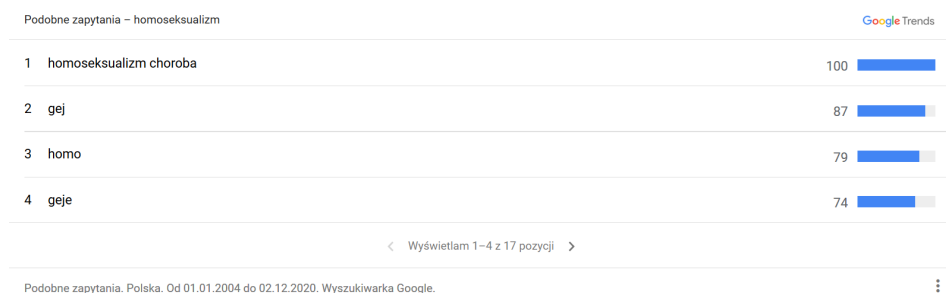 Podobne zapytania – homoseksualizm Google Trends
1 homoseksualizm choroba 100
2 gej 87
3 homo 79
4 geje 74
Wyświetlam 1–4 z 17 pozycji
Podobne zapytania. Polska. Od 01.01.2004 do 02.12.2020. Wyszukiwarka Google.